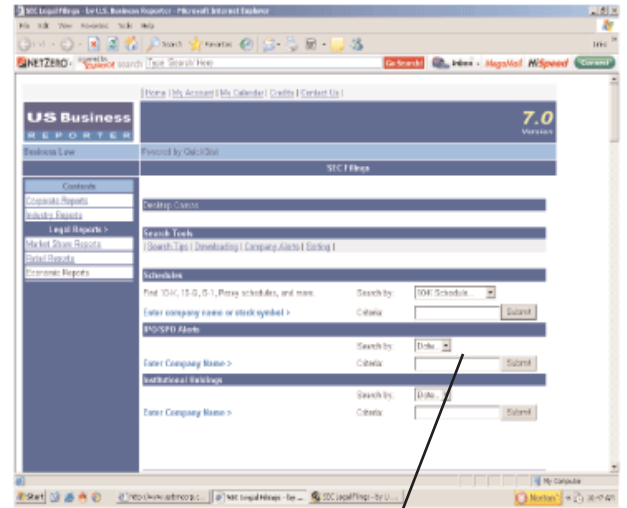 SEC Legal Filings - by U.S. Business Reporter - Microsoft Internet Explorer
File Edit View Favorites Tools Help
Search Favorites
Links
NETZERO search Type Search Here Go Search! Inbox MegaMail HiSpeed Connect
| Home | My Account | My Calendar | Credits | Contact Us |
US Business
REPORTER
7.0
Version
Business Law Powered by
SEC Filings
Contents
Corporate Reports
Industry Reports
Legal Reports >
Market Share Reports
Retail Reports
Economic Reports
Desktop
Search Tools
| Search Tips | Downloading | Company Alerts | Sorting |
Schedules
Find 10-K, 15-G, S-1, Proxy schedules, and more. Search by: 10-K Schedule...
Enter company name or stock symbol > Criteria: Submit
IPO/SPO Alerts
Search by: Date...
Enter Company Name > Criteria: Submit
Institutional Holdings
Search by: Date...
Enter Company Name > Criteria: Submit
My Computer
Start SEC Legal Filings - by ... SEC Legal Filings - by U....
Norton